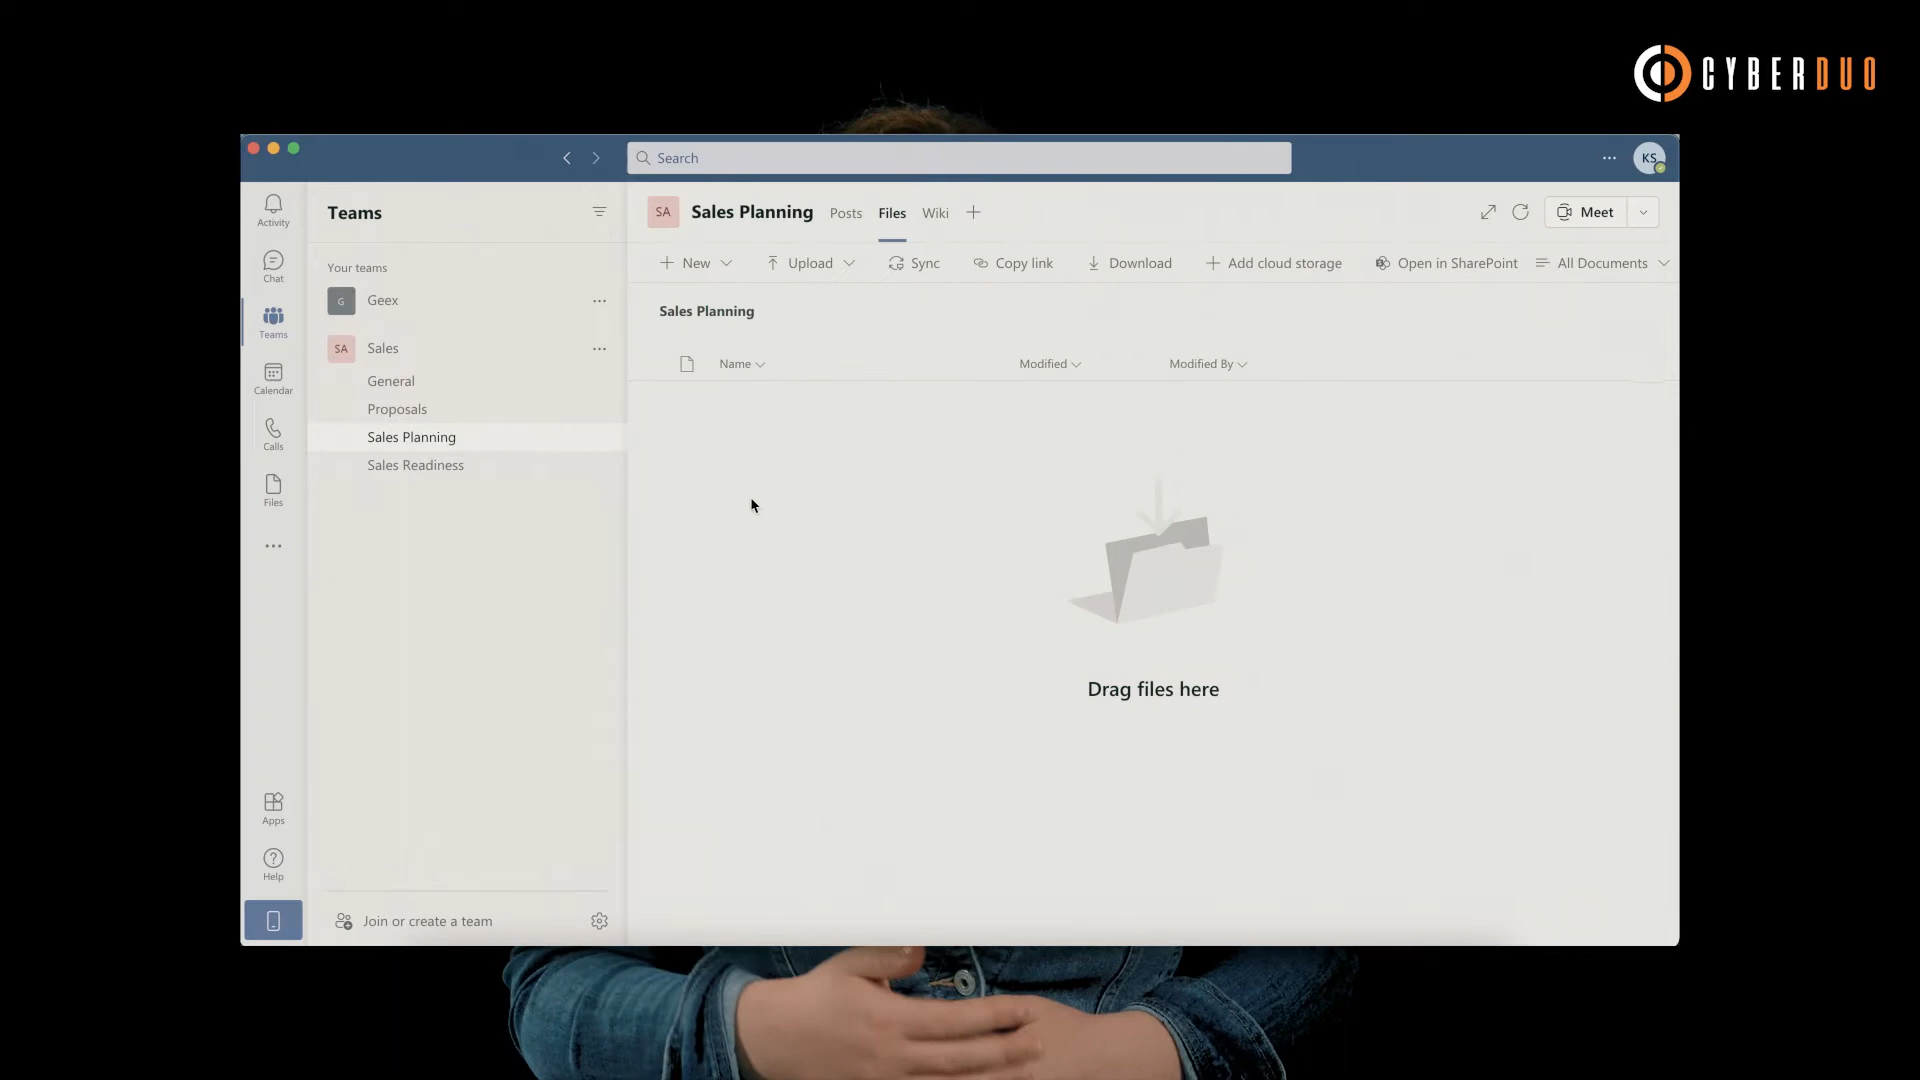 CYBERDUO
Search
KS
Activity
Chat
Teams
Calendar
Calls
Files
Apps
Help
Teams
Your teams
G Geex
SA Sales
General
Proposals
Sales Planning
Sales Readiness
Join or create a team
SA Sales Planning Posts Files Wiki
Meet
New Upload Sync Copy link Download Add cloud storage Open in SharePoint All Documents
Sales Planning
Name Modified Modified By
Drag files here